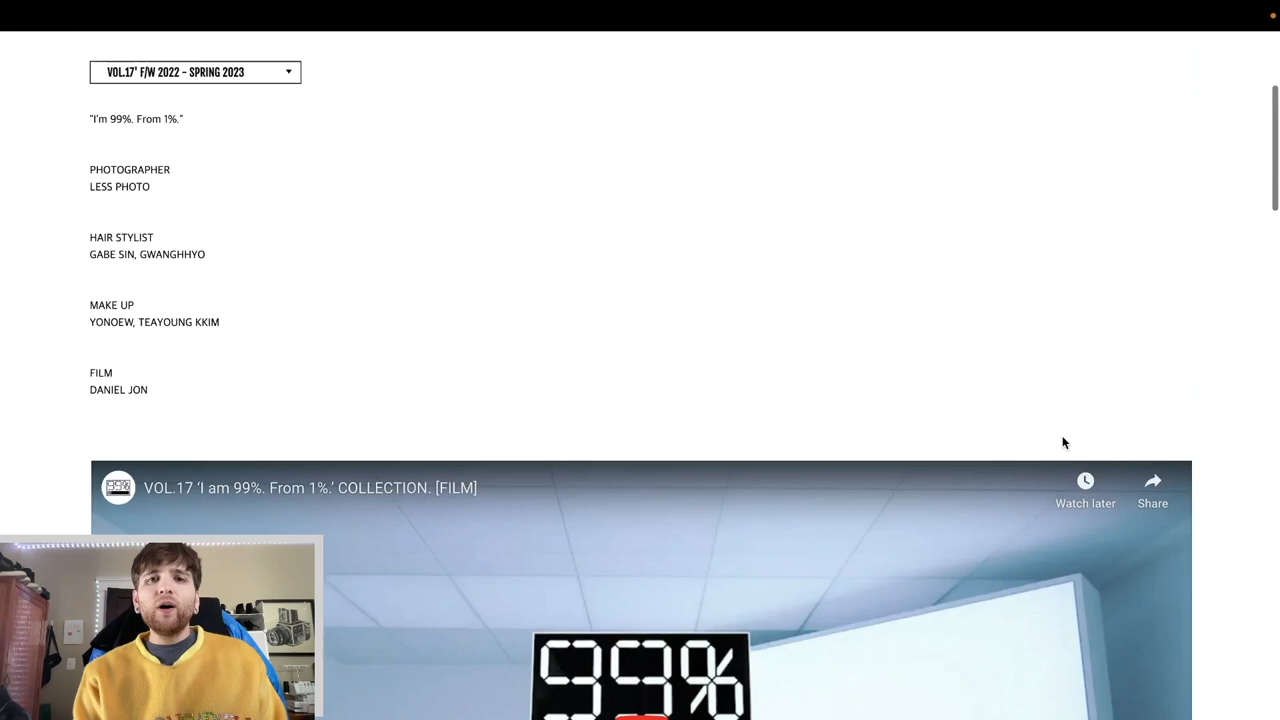 VOL.17' F/W 2022 - SPRING 2023
"I'm 99%. From 1%."
PHOTOGRAPHER
LESS PHOTO
HAIR STYLIST
GABE SIN, GWANGHHYO
MAKE UP
YONOEW, TEAYOUNG KKIM
FILM
DANIEL JON
99%
VOL.17 ‘I am 99%. From 1%.’ COLLECTION. [FILM]
Watch later
Share
99%